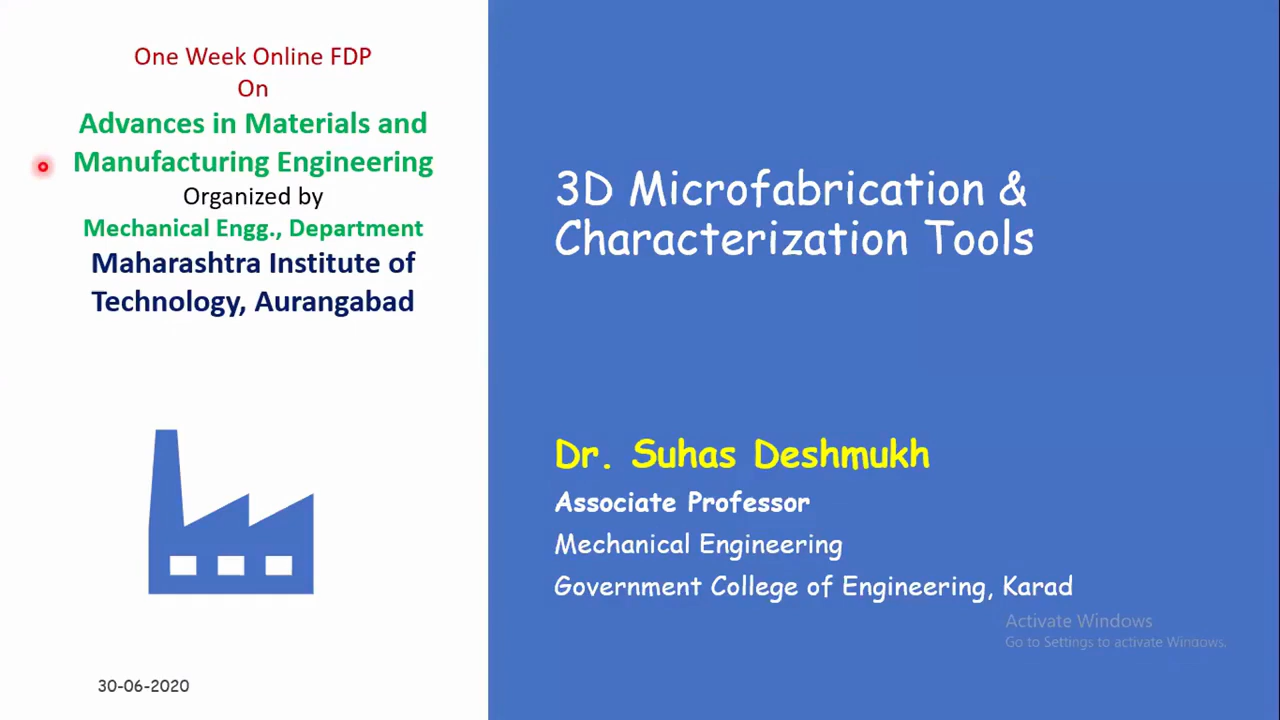 One Week Online FDP
On
Advances in Materials and
Manufacturing Engineering
Organized by
Mechanical Engg., Department
Maharashtra Institute of
Technology, Aurangabad
30-06-2020
3D Microfabrication &
Characterization Tools
Dr. Suhas Deshmukh
Associate Professor
Mechanical Engineering
Government College of Engineering, Karad
Activate Windows
Go to Settings to activate Windows.